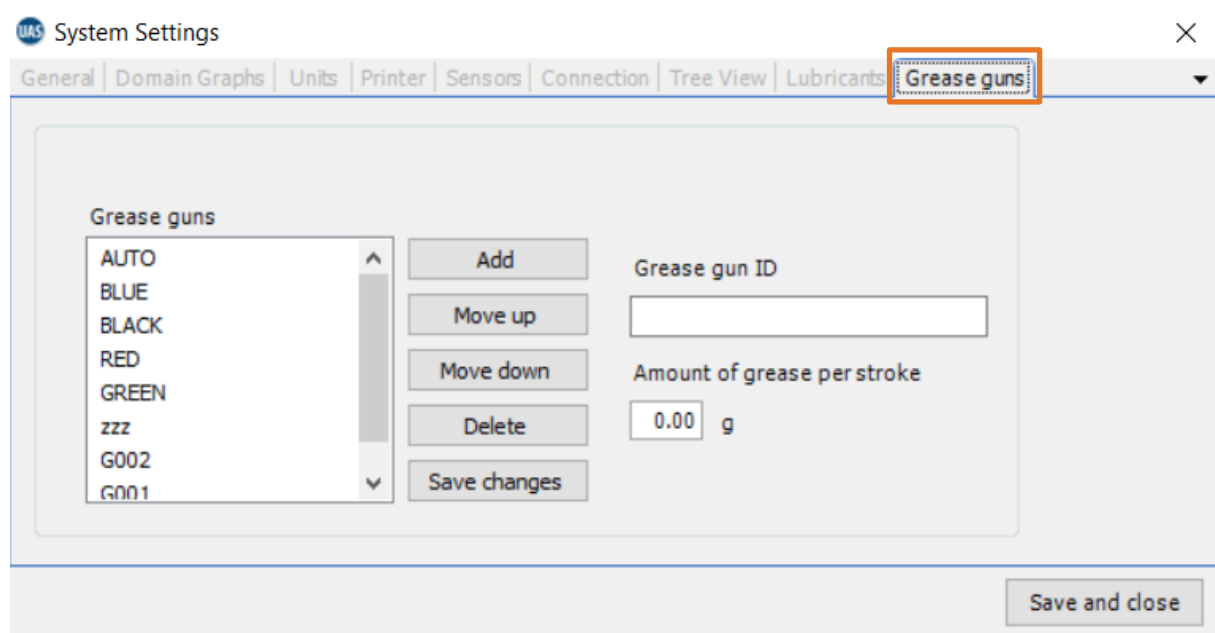 UAS System Settings
General Domain Graphs Units Printer Sensors Connection Tree View Lubricants Grease guns
Grease guns
AUTO
BLUE
BLACK
RED
GREEN
zzz
G002
G001
Add
Move up
Move down
Delete
Save changes
Grease gun ID
Amount of grease per stroke
0.00 g
Save and close